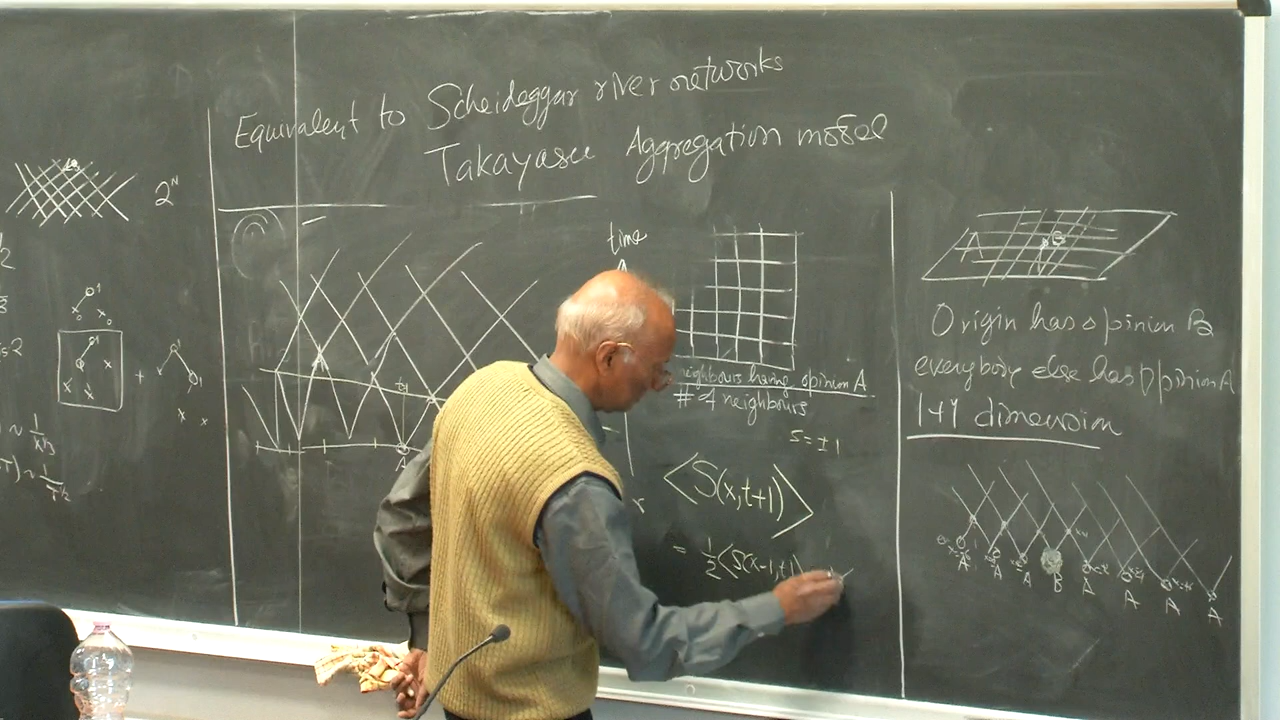 Equivalent to Scheideggar river networks
Takayasu Aggregation model
2^N
time
neighbours having opinion A
# 4 neighbours
S = ±1
<S(x,t+1)>
= 1/2 <S(x-1,t)
A B
Origin has opinion B
everybody else has opinion A
1+1 dimension
A A A B A A A A